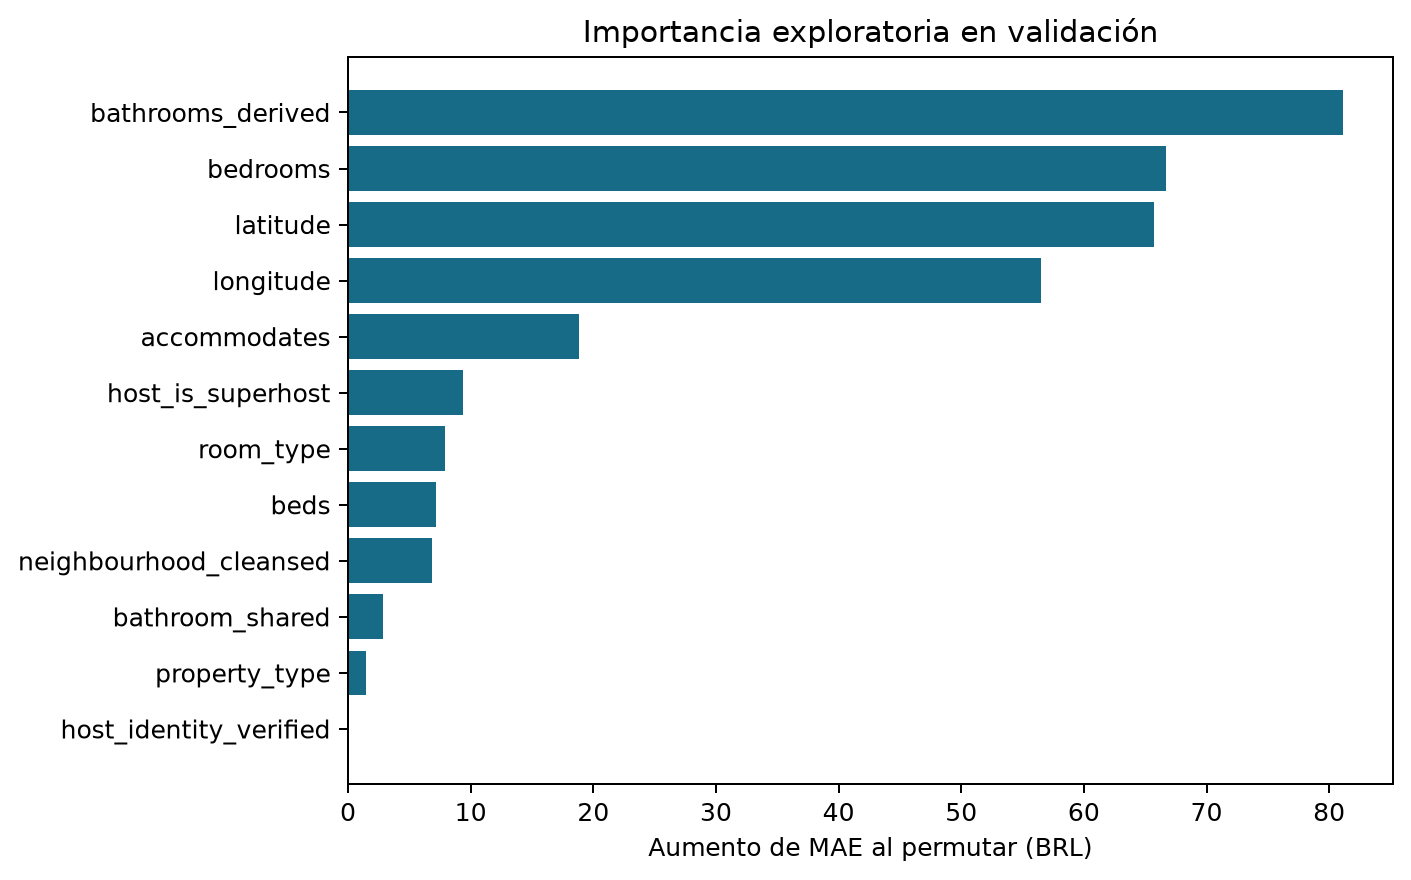 Importancia exploratoria en validación
bathrooms_derived
bedrooms
latitude
longitude
accommodates
host_is_superhost
room_type
beds
neighbourhood_cleansed
bathroom_shared
property_type
host_identity_verified
0 10 20 30 40 50 60 70 80
Aumento de MAE al permutar (BRL)